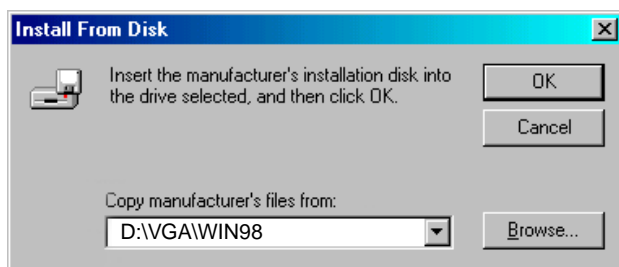 Install From Disk
Insert the manufacturer's installation disk into
the drive selected, and then click OK.
OK
Cancel
Copy manufacturer's files from:
D:\VGA\WIN98
Browse...